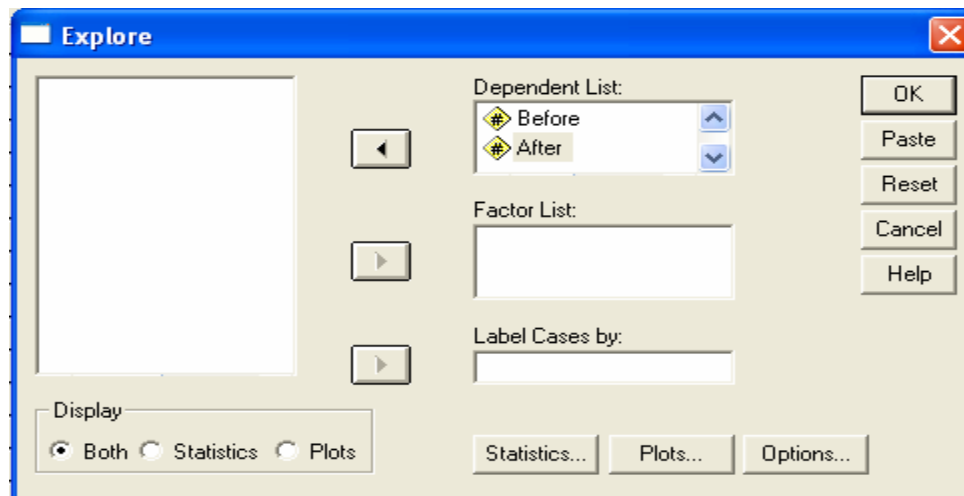 Explore
Dependent List:
# Before
# After
Factor List:
Label Cases by:
OK
Paste
Reset
Cancel
Help
Display
Both Statistics Plots
Statistics... Plots... Options...